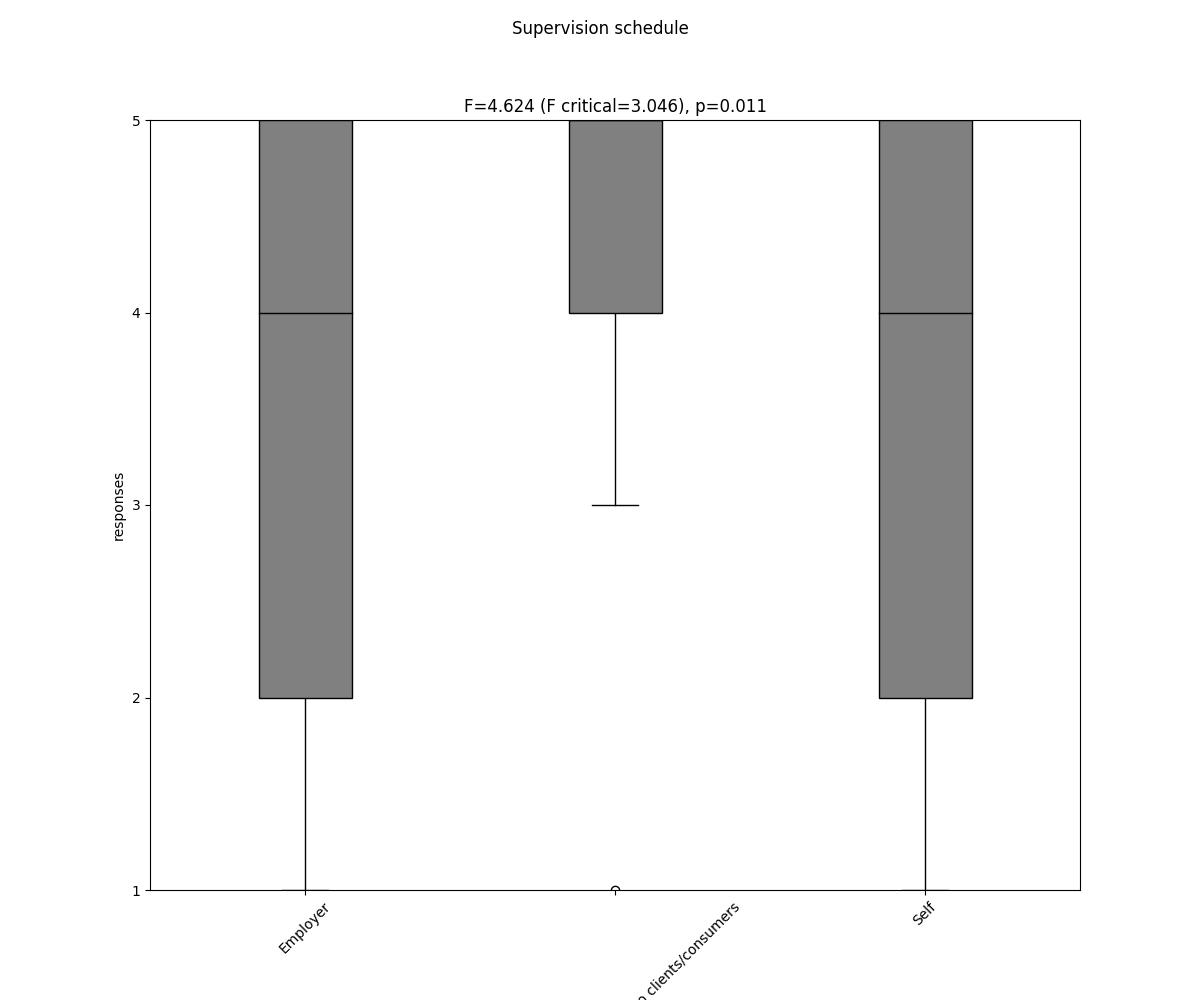 Supervision schedule
F=4.624 (F critical=3.046), p=0.011
5
4
3
2
1
responses
Employer
clients/consumers
Self